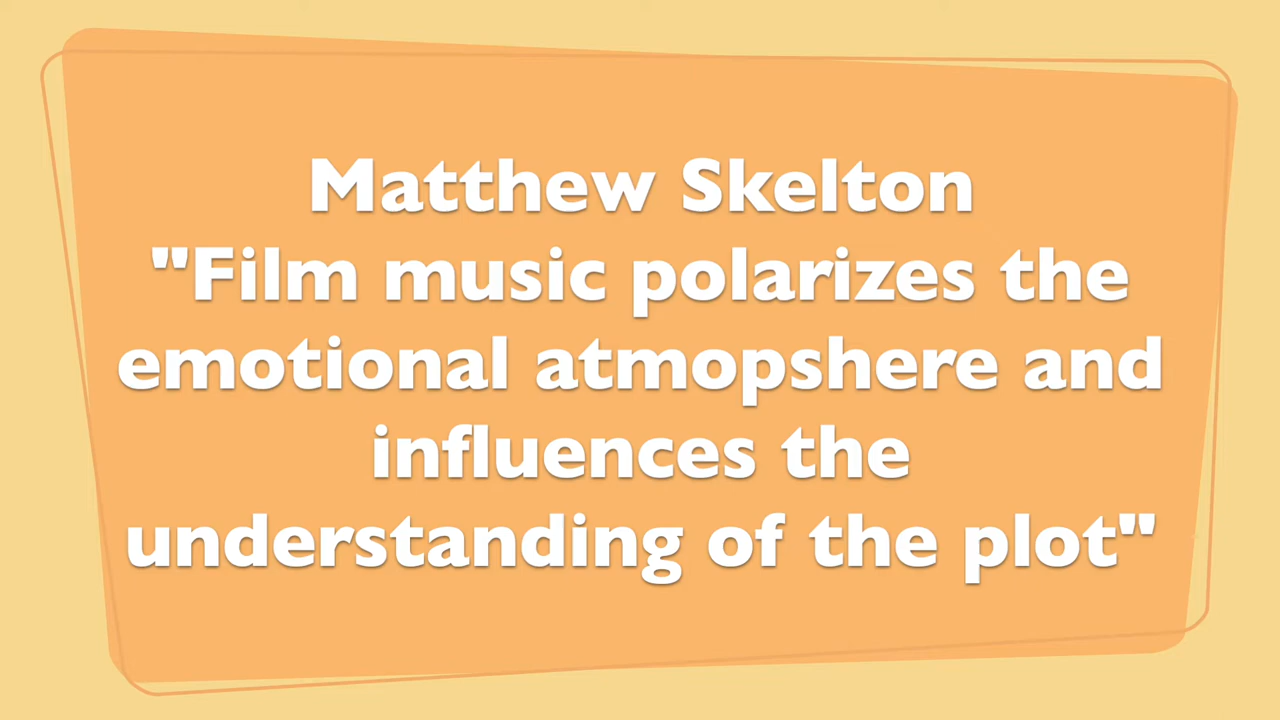 Matthew Skelton
"Film music polarizes the
emotional atmopshere and
influences the
understanding of the plot"